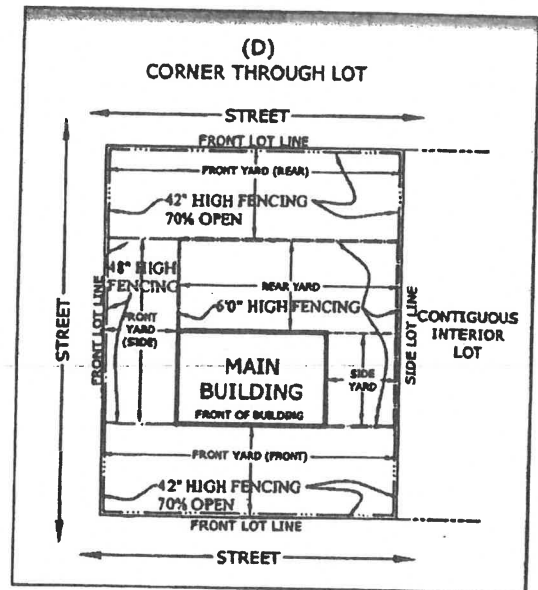 (D)
CORNER THROUGH LOT
STREET
FRONT LOT LINE
FRONT YARD (REAR)
42" HIGH FENCING
70% OPEN
48" HIGH
FENCING
REAR YARD
6'0" HIGH FENCING
FRONT
YARD
(SIDE)
STREET
FRONT LOT LINE
SIDE LOT LINE
CONTIGUOUS
INTERIOR
LOT
MAIN
BUILDING
FRONT OF BUILDING
SIDE
YARD
FRONT YARD (FRONT)
42" HIGH FENCING
70% OPEN
FRONT LOT LINE
STREET